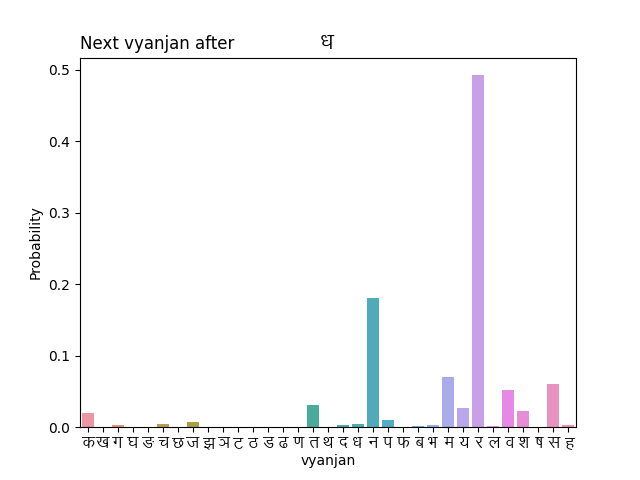 Next vyanjan after ध
0.5
0.4
0.3
0.2
0.1
0.0
Probability
क ख ग घ ङ च छ ज झ ञ ट ठ ड ढ ण त थ द ध न प फ ब भ म य र ल व श ष स ह
vyanjan